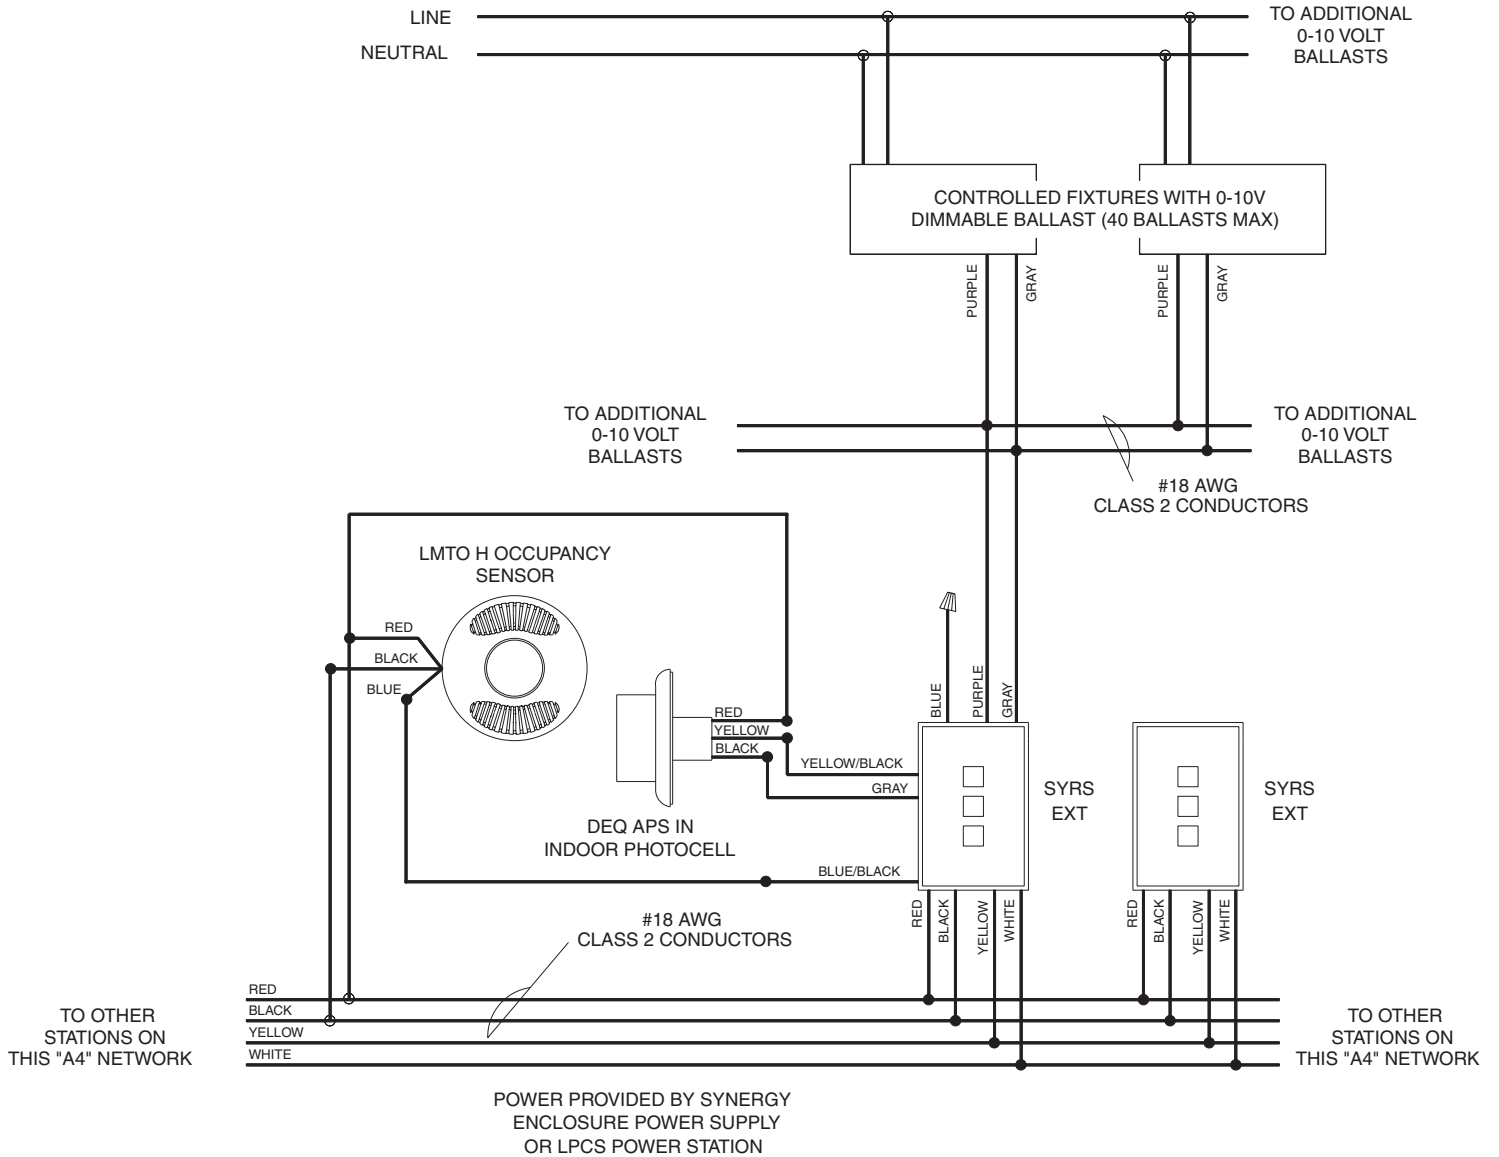 LINE
NEUTRAL
TO ADDITIONAL
0-10 VOLT
BALLASTS
CONTROLLED FIXTURES WITH 0-10V
DIMMABLE BALLAST (40 BALLASTS MAX)
PURPLE
GRAY
PURPLE
GRAY
TO ADDITIONAL
0-10 VOLT
BALLASTS
TO ADDITIONAL
0-10 VOLT
BALLASTS
#18 AWG
CLASS 2 CONDUCTORS
LMTO H OCCUPANCY
SENSOR
RED
BLACK
BLUE
RED
YELLOW
BLACK
DEQ APS IN
INDOOR PHOTOCELL
BLUE
PURPLE
GRAY
YELLOW/BLACK
GRAY
BLUE/BLACK
SYRS
EXT
SYRS
EXT
RED
BLACK
YELLOW
WHITE
RED
BLACK
YELLOW
WHITE
#18 AWG
CLASS 2 CONDUCTORS
RED
BLACK
YELLOW
WHITE
TO OTHER
STATIONS ON
THIS "A4" NETWORK
TO OTHER
STATIONS ON
THIS "A4" NETWORK
POWER PROVIDED BY SYNERGY
ENCLOSURE POWER SUPPLY
OR LPCS POWER STATION